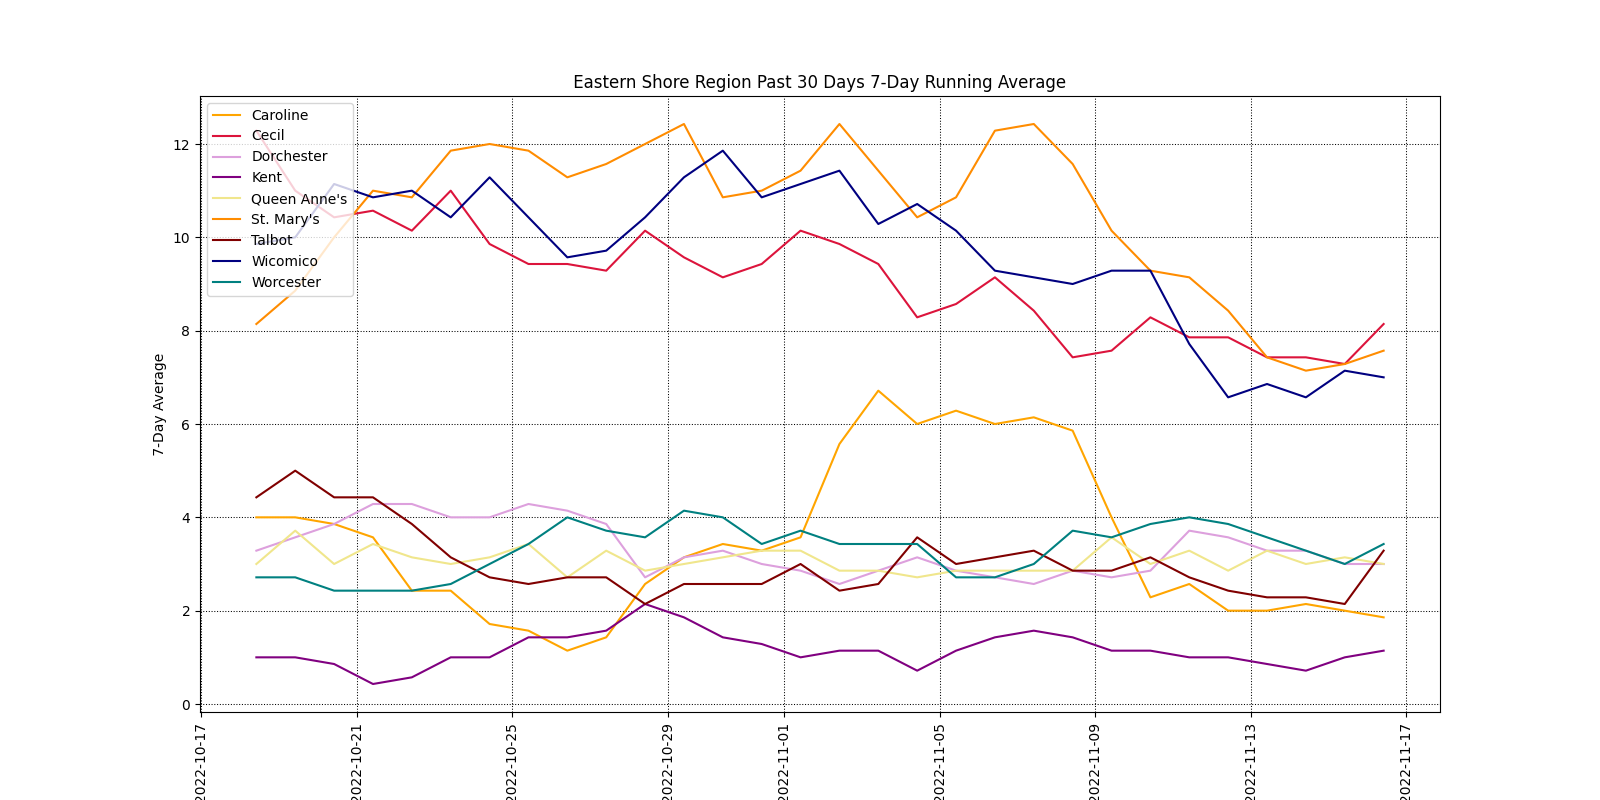 Eastern Shore Region Past 30 Days 7-Day Running Average
Caroline
Cecil
Dorchester
Kent
Queen Anne's
St. Mary's
Talbot
Wicomico
Worcester
7-Day Average
12
10
8
6
4
2
0
2022-10-17
2022-10-21
2022-10-25
2022-10-29
2022-11-01
2022-11-05
2022-11-09
2022-11-13
2022-11-17